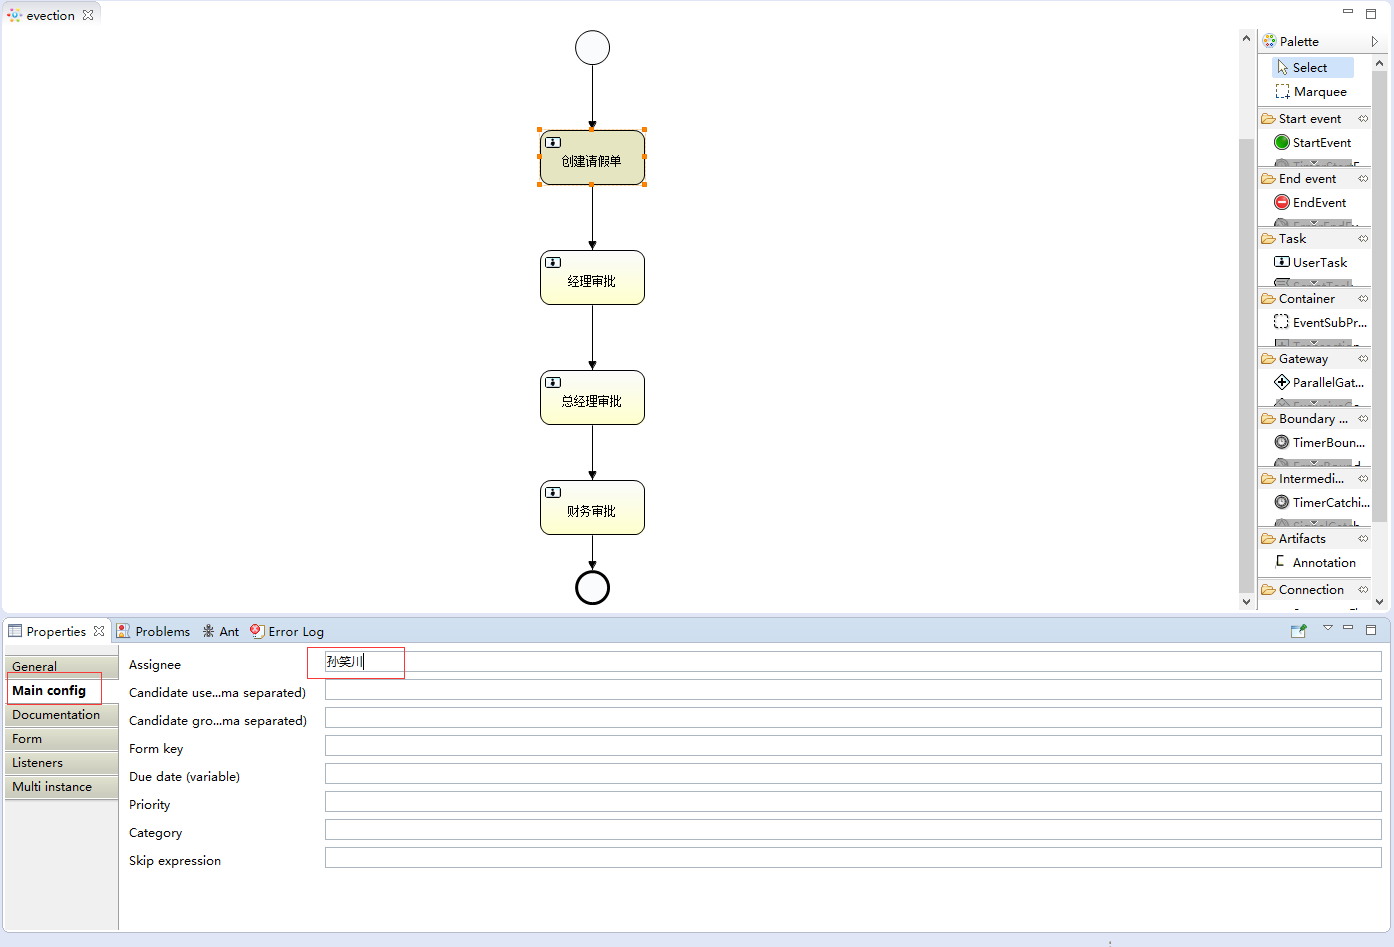 evection
创建请假单
经理审批
总经理审批
财务审批
Palette
Select
Marquee
Start event
StartEvent
End event
EndEvent
Task
UserTask
Container
EventSubPr...
Gateway
ParallelGat...
Boundary ...
TimerBoun...
Intermedi...
TimerCatchi...
Artifacts
Annotation
Connection
Properties
Problems
Ant
Error Log
General
Main config
Documentation
Form
Listeners
Multi instance
Assignee
孙笑川
Candidate use...ma separated)
Candidate gro...ma separated)
Form key
Due date (variable)
Priority
Category
Skip expression